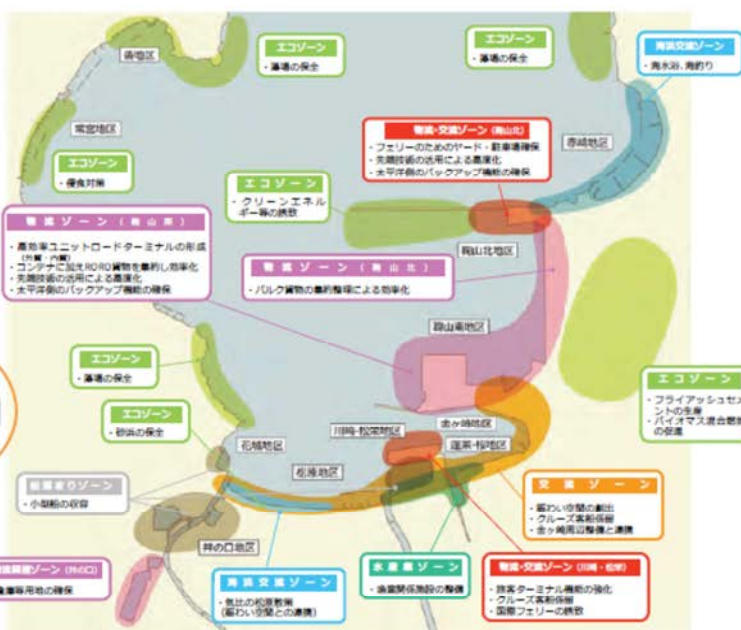 エコゾーン
・藻場の保全
エコゾーン
・藻場の保全
海浜交流ゾーン
・海水浴、海釣り
常宮地区
エコゾーン
・侵食対策
物流・交流ゾーン(鞠山北)
・フェリーのためのヤード・駐車場確保
・先端技術の活用による高度化
・太平洋側のバックアップ機能の確保
赤崎地区
エコゾーン
・クリーンエネル
ギー等の誘致
鞠山北地区
物流ゾーン(鞠山南)
・高効率ユニットロードターミナルの形成
(外貿・内貿)
・コンテナに加えRORO貨物を集約し効率化
・先端技術の活用による高度化
・太平洋側のバックアップ機能の確保
物流ゾーン(鞠山北)
・バルク貨物の集約整理による効率化
鞠山南地区
エコゾーン
・藻場の保全
エコゾーン
・フライアッシュセメ
ントの生産
・バイオマス混合燃焼
の促進
エコゾーン
・砂浜の保全
花城地区
川崎・松栄地区
金ヶ崎地区
蓬莱・桜地区
松原地区
船溜まりゾーン
・小型船の収容
井の口地区
交流ゾーン
・賑わい空間の創出
・クルーズ客船係留
・金ヶ崎周辺整備と連携
(井の口)
・倉庫等用地の確保
海浜交流ゾーン
・気比の松原散策
(賑わい空間との連携)
水産業ゾーン
・漁業関係施設の整備
物流・交流ゾーン(川崎・松栄)
・旅客ターミナル機能の強化
・クルーズ客船係留
・国際フェリーの誘致